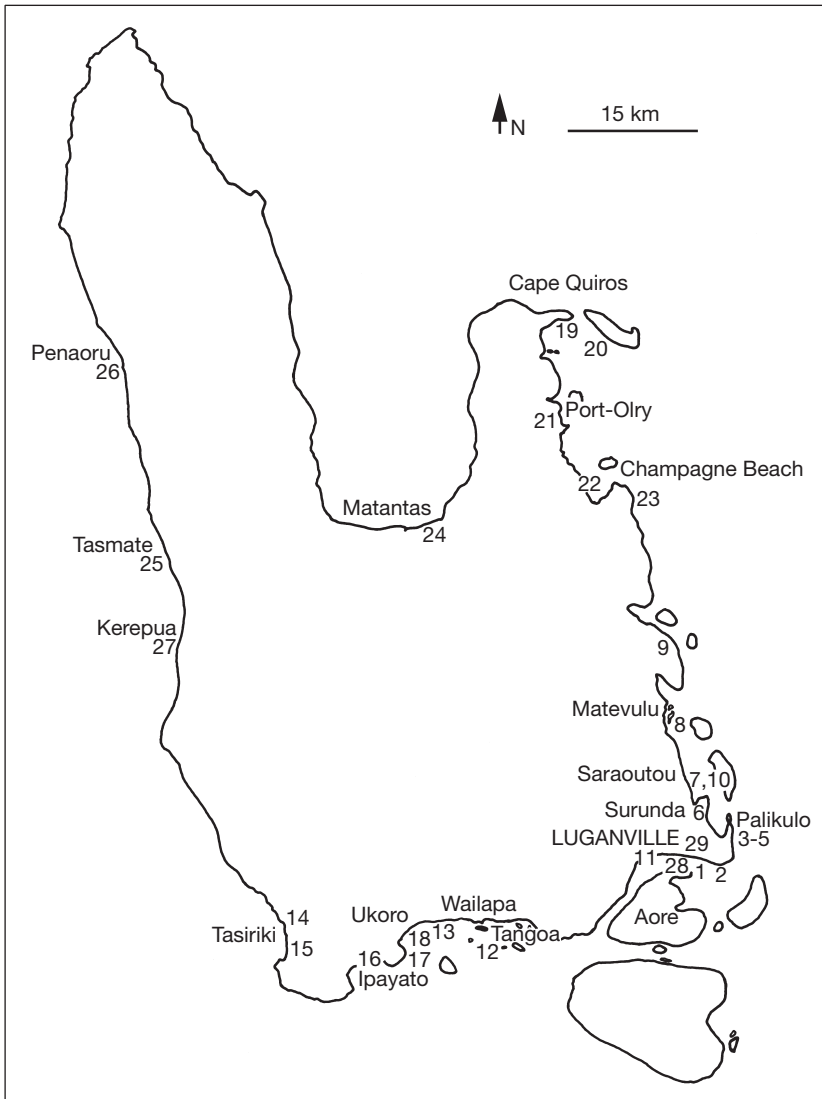 15 km
N
Cape Quiros
19
20
Penaoru
26
Port-Olry
21
Champagne Beach
22
23
Matantas
24
Tasmate
25
Kerepua
27
9
Matevulu
8
Saraoutou
7,10
Surunda
6
Palikulo
3-5
LUGANVILLE
29
11
28
1
2
Aore
Tasiriki
14
15
Ukoro
Wailapa
18
13
Tangoa
12
16
17
Ipayato